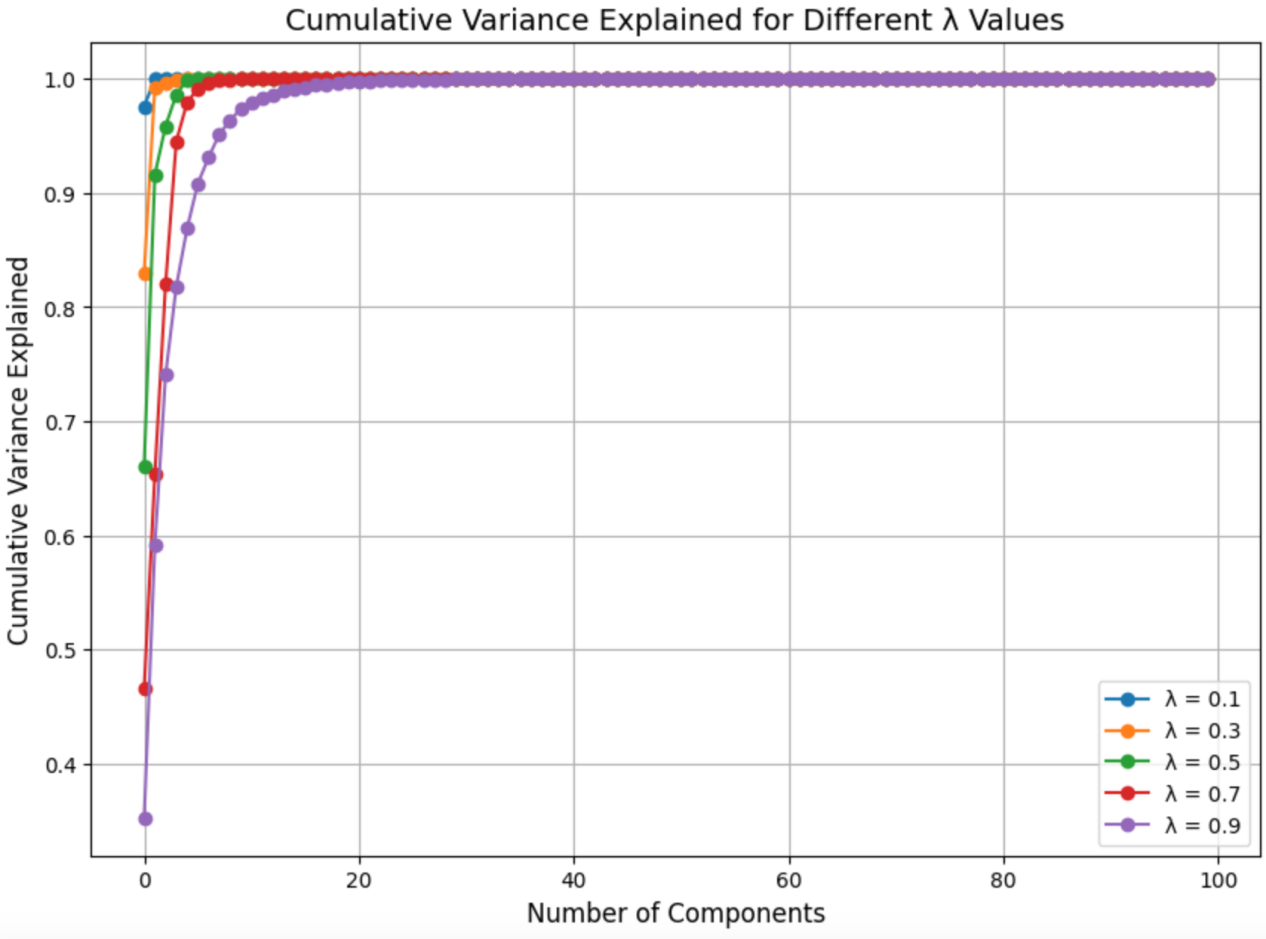 Cumulative Variance Explained for Different λ Values
Cumulative Variance Explained
1.0
0.9
0.8
0.7
0.6
0.5
0.4
λ = 0.1
λ = 0.3
λ = 0.5
λ = 0.7
λ = 0.9
0 20 40 60 80 100
Number of Components